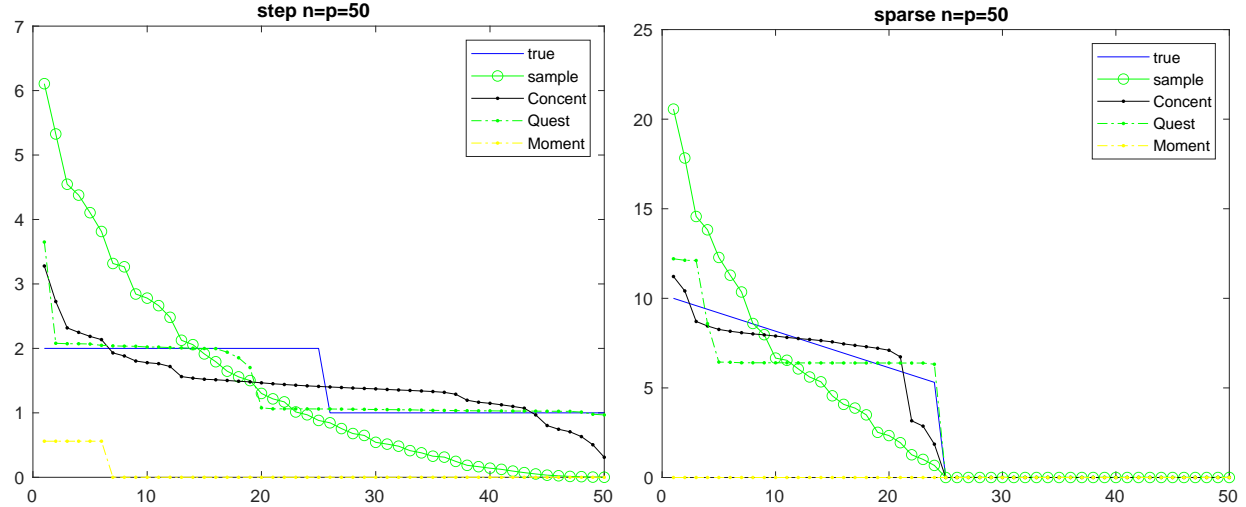 step n=p=50
7
6
5
4
3
2
1
0
0 10 20 30 40 50
true
sample
Concent
Quest
Moment
sparse n=p=50
25
20
15
10
5
0
0 10 20 30 40 50
true
sample
Concent
Quest
Moment